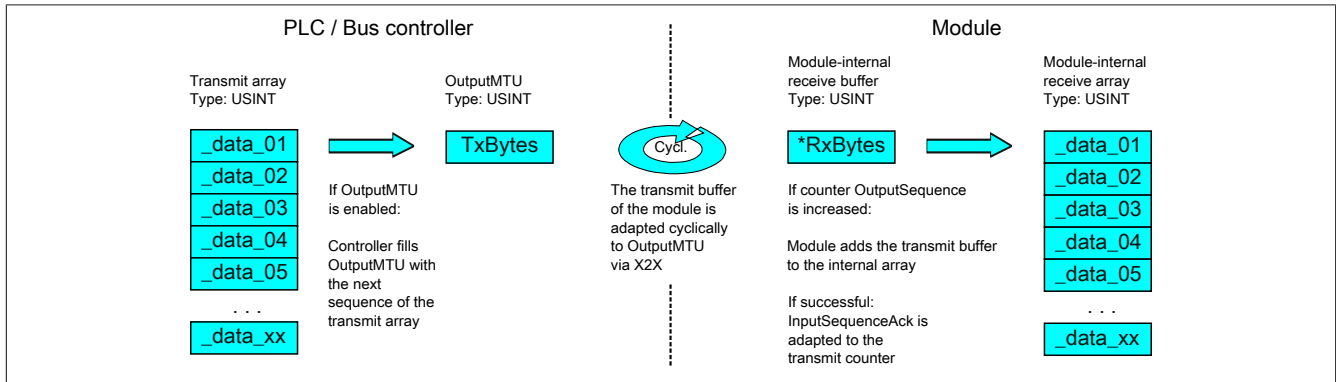 PLC / Bus controller
Module
Transmit array
Type: USINT
_data_01
_data_02
_data_03
_data_04
_data_05
. . .
_data_xx
If OutputMTU
is enabled:
Controller fills
OutputMTU with
the next
sequence of the
transmit array
OutputMTU
Type: USINT
TxBytes
Cycl.
The transmit buffer
of the module is
adapted cyclically
to OutputMTU
via X2X
Module-internal
receive buffer
Type: USINT
*RxBytes
If counter OutputSequence
is increased:
Module adds the transmit buffer
to the internal array
If successful:
InputSequenceAck is
adapted to the
transmit counter
Module-internal
receive array
Type: USINT
_data_01
_data_02
_data_03
_data_04
_data_05
. . .
_data_xx